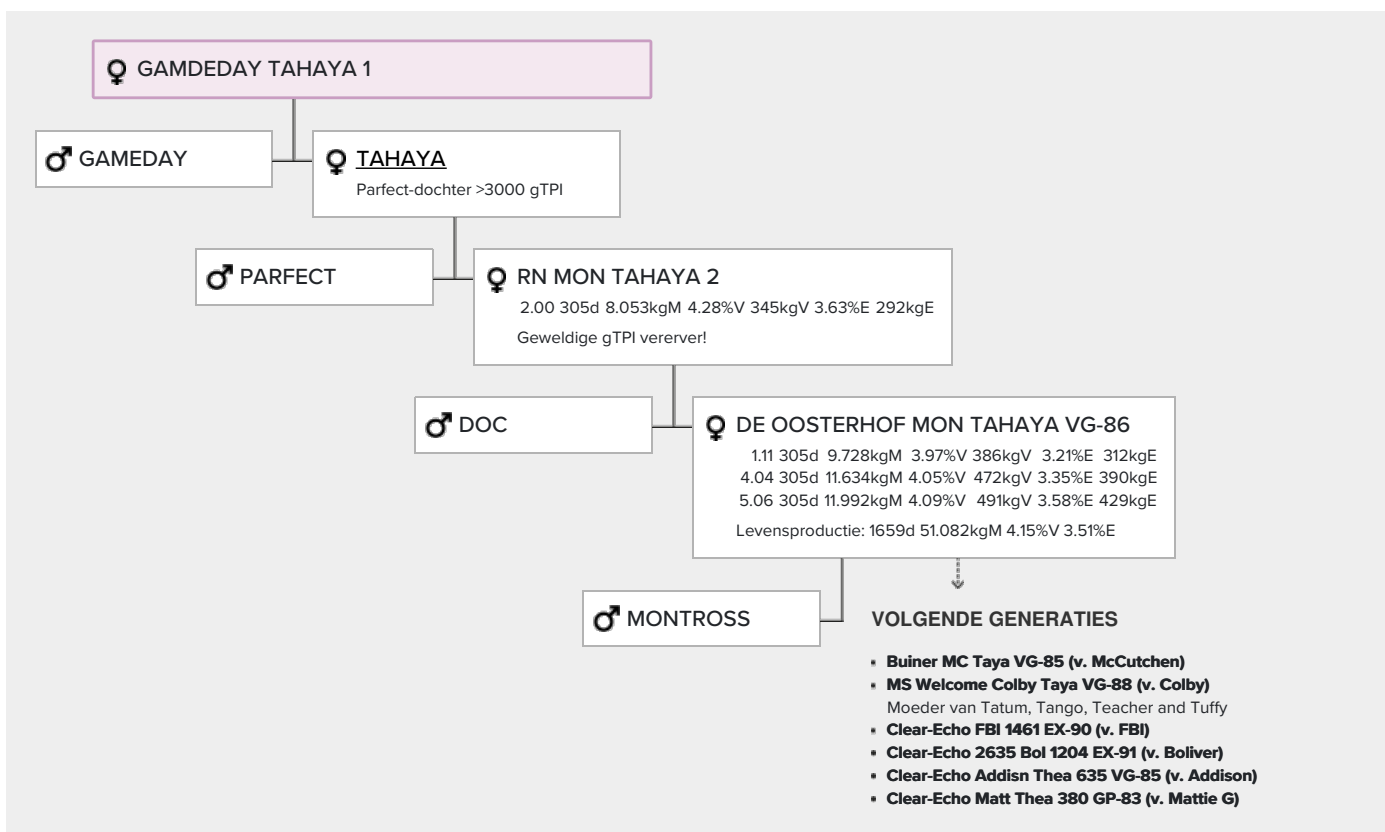 GAMDEDAY TAHAYA 1
GAMEDAY
TAHAYA
Parfect-dochter >3000 gTPI
PARFECT
RN MON TAHAYA 2
2.00 305d 8.053kgM 4.28%V 345kgV 3.63%E 292kgE
Geweldige gTPI vererver!
DOC
DE OOSTERHOF MON TAHAYA VG-86
1.11 305d 9.728kgM 3.97%V 386kgV 3.21%E 312kgE
4.04 305d 11.634kgM 4.05%V 472kgV 3.35%E 390kgE
5.06 305d 11.992kgM 4.09%V 491kgV 3.58%E 429kgE
Levensproductie: 1659d 51.082kgM 4.15%V 3.51%E
MONTROSS
VOLGENDE GENERATIES
Buiner MC Taya VG-85 (v. McCutchen)
MS Welcome Colby Taya VG-88 (v. Colby)
Moeder van Tatum, Tango, Teacher and Tuffy
Clear-Echo FBI 1461 EX-90 (v. FBI)
Clear-Echo 2635 Bol 1204 EX-91 (v. Boliver)
Clear-Echo Addisn Thea 635 VG-85 (v. Addison)
Clear-Echo Matt Thea 380 GP-83 (v. Mattie G)